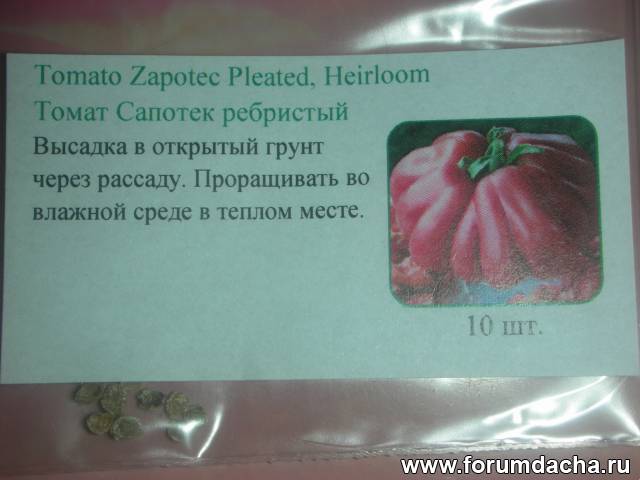 Tomato Zapotec Pleated, Heirloom
Томат Сапотек ребристый
Высадка в открытый грунт
через рассаду. Проращивать во
влажной среде в теплом месте.
10 шт.
www.forumdacha.ru